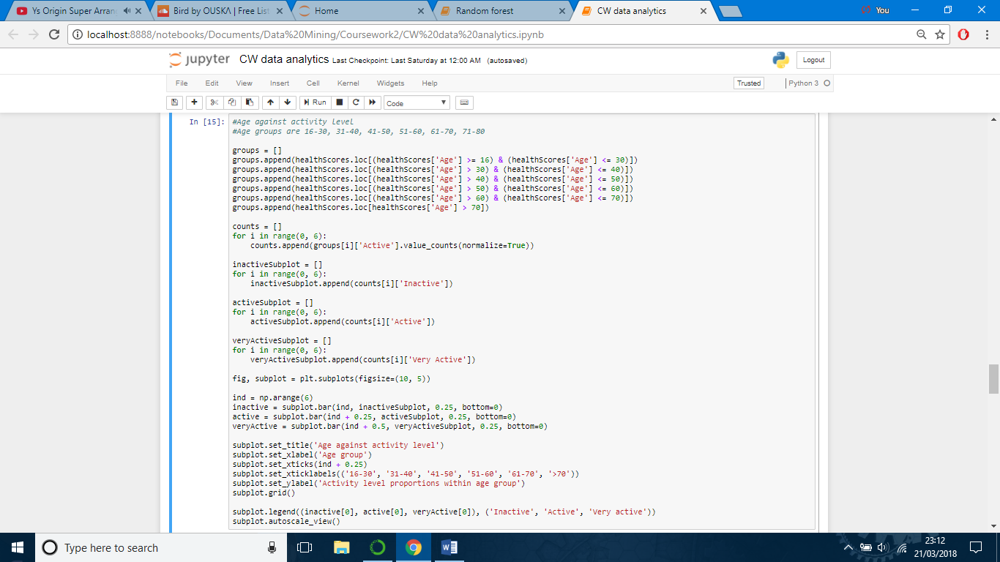 Ys Origin Super Arran
Bird by OUSKΛ | Free List
Home
Random forest
CW data analytics
You
localhost:8888/notebooks/Documents/Data%20Mining/Coursework2/CW%20data%20analytics.ipynb
jupyter CW data analytics Last Checkpoint: Last Saturday at 12:00 AM (autosaved)
Logout
File Edit View Insert Cell Kernel Widgets Help
Trusted
Python 3
Run
Code
In [15]:
#Age against activity level
#Age groups are 16-30, 31-40, 41-50, 51-60, 61-70, 71-80
groups = []
groups.append(healthScores.loc[(healthScores['Age'] >= 16) & (healthScores['Age'] <= 30)])
groups.append(healthScores.loc[(healthScores['Age'] > 30) & (healthScores['Age'] <= 40)])
groups.append(healthScores.loc[(healthScores['Age'] > 40) & (healthScores['Age'] <= 50)])
groups.append(healthScores.loc[(healthScores['Age'] > 50) & (healthScores['Age'] <= 60)])
groups.append(healthScores.loc[(healthScores['Age'] > 60) & (healthScores['Age'] <= 70)])
groups.append(healthScores.loc[healthScores['Age'] > 70])
counts = []
for i in range(0, 6):
    counts.append(groups[i]['Active'].value_counts(normalize=True))
inactiveSubplot = []
for i in range(0, 6):
    inactiveSubplot.append(counts[i]['Inactive'])
activeSubplot = []
for i in range(0, 6):
    activeSubplot.append(counts[i]['Active'])
veryActiveSubplot = []
for i in range(0, 6):
    veryActiveSubplot.append(counts[i]['Very Active'])
fig, subplot = plt.subplots(figsize=(10, 5))
ind = np.arange(6)
inactive = subplot.bar(ind, inactiveSubplot, 0.25, bottom=0)
active = subplot.bar(ind + 0.25, activeSubplot, 0.25, bottom=0)
veryActive = subplot.bar(ind + 0.5, veryActiveSubplot, 0.25, bottom=0)
subplot.set_title('Age against activity level')
subplot.set_xlabel('Age group')
subplot.set_xticks(ind + 0.25)
subplot.set_xticklabels(('16-30', '31-40', '41-50', '51-60', '61-70', '>70'))
subplot.set_ylabel('Activity level proportions within age group')
subplot.grid()
subplot.legend((inactive[0], active[0], veryActive[0]), ('Inactive', 'Active', 'Very active'))
subplot.autoscale_view()
Type here to search
23:12
21/03/2018